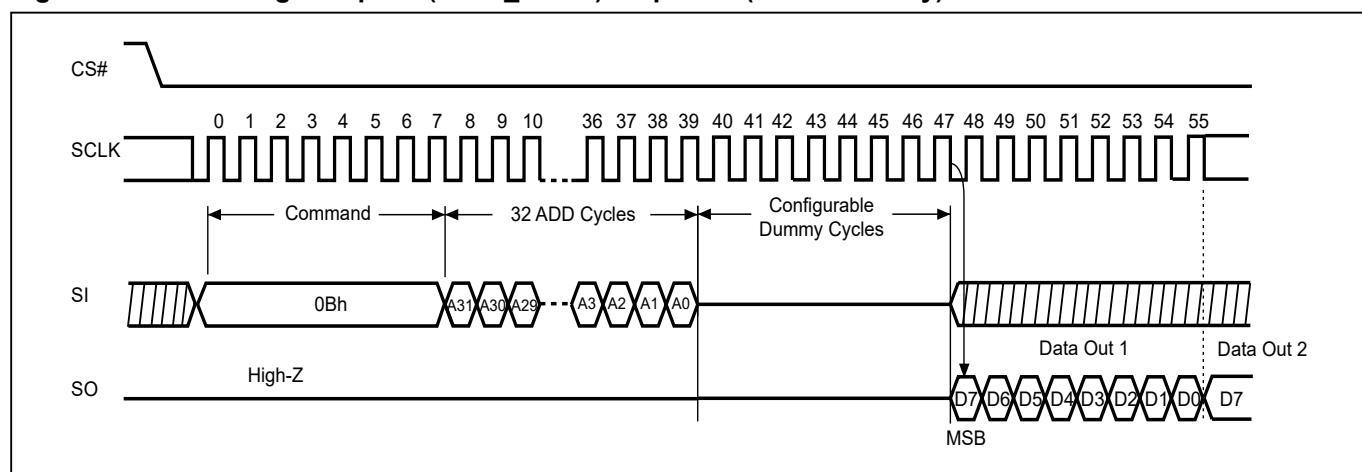 CS#
0 1 2 3 4 5 6 7 8 9 10 36 37 38 39 40 41 42 43 44 45 46 47 48 49 50 51 52 53 54 55
SCLK
Command 32 ADD Cycles Configurable
Dummy Cycles
SI 0Bh A31 A30 A29 A3 A2 A1 A0
Data Out 1 Data Out 2
High-Z
SO D7 D6 D5 D4 D3 D2 D1 D0 D7
MSB